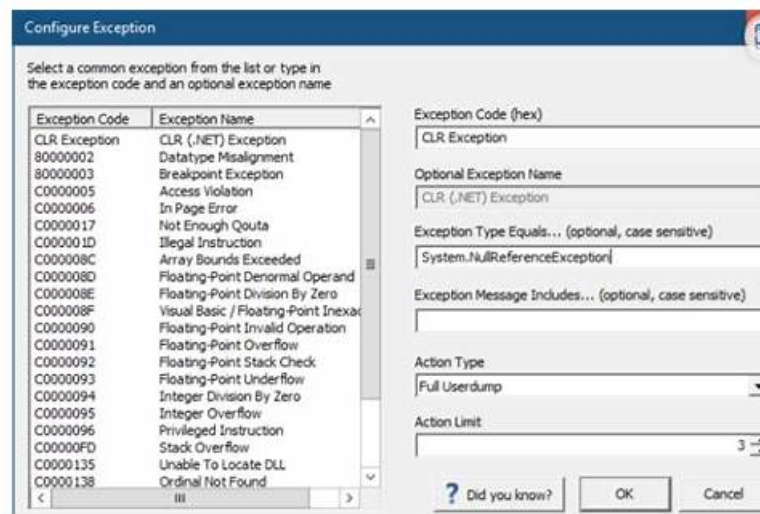 Configure Exception
Select a common exception from the list or type in
the exception code and an optional exception name
Exception Code Exception Name
CLR Exception CLR (.NET) Exception
80000002 Datatype Misalignment
80000003 Breakpoint Exception
C0000005 Access Violation
C0000006 In Page Error
C0000017 Not Enough Qouta
C000001D Illegal Instruction
C000008C Array Bounds Exceeded
C000008D Floating-Point Denormal Operand
C000008E Floating-Point Division By Zero
C000008F Visual Basic / Floating-Point Inexac
C0000090 Floating-Point Invalid Operation
C0000091 Floating-Point Overflow
C0000092 Floating-Point Stack Check
C0000093 Floating-Point Underflow
C0000094 Integer Division By Zero
C0000095 Integer Overflow
C0000096 Privileged Instruction
C00000FD Stack Overflow
C0000135 Unable To Locate DLL
C0000138 Ordinal Not Found
Exception Code (hex)
CLR Exception
Optional Exception Name
CLR (.NET) Exception
Exception Type Equals... (optional, case sensitive)
System.NullReferenceException
Exception Message Includes... (optional, case sensitive)
Action Type
Full Userdump
Action Limit
3
? Did you know? OK Cancel